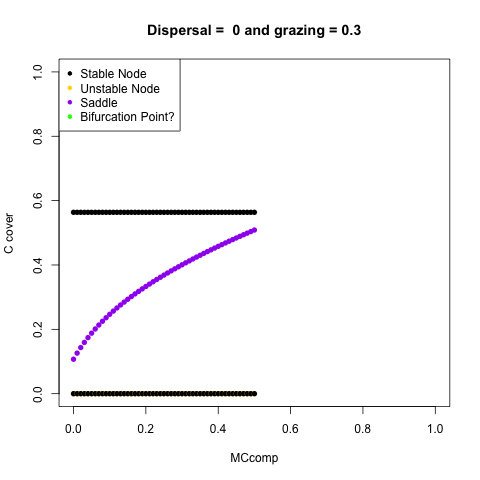 Dispersal =  0 and grazing = 0.3
Stable Node
Unstable Node
Saddle
Bifurcation Point?
C cover
1.0
0.8
0.6
0.4
0.2
0.0
0.0 0.2 0.4 0.6 0.8 1.0
MCcomp